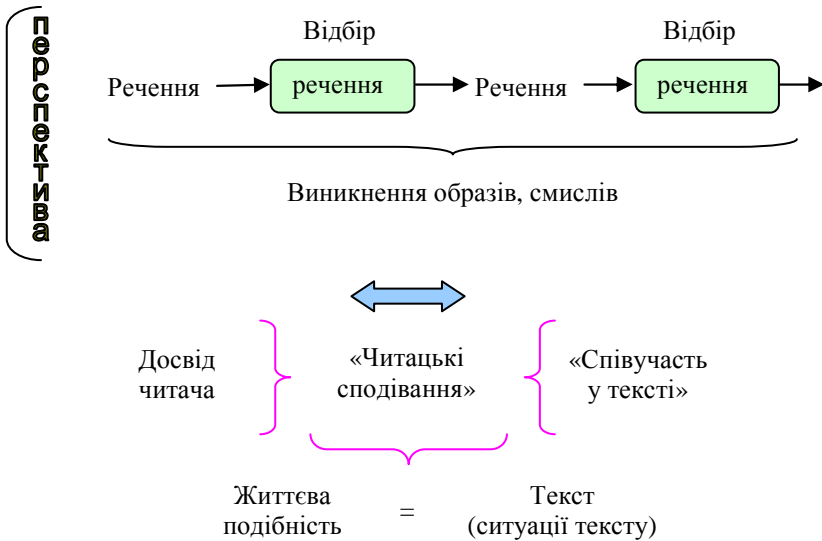 перспектива
Відбір Відбір
Речення речення Речення речення
Виникнення образів, смислів
Досвід читача
«Читацькі сподівання»
«Співучасть у тексті»
Життєва подібність
=
Текст
(ситуації тексту)